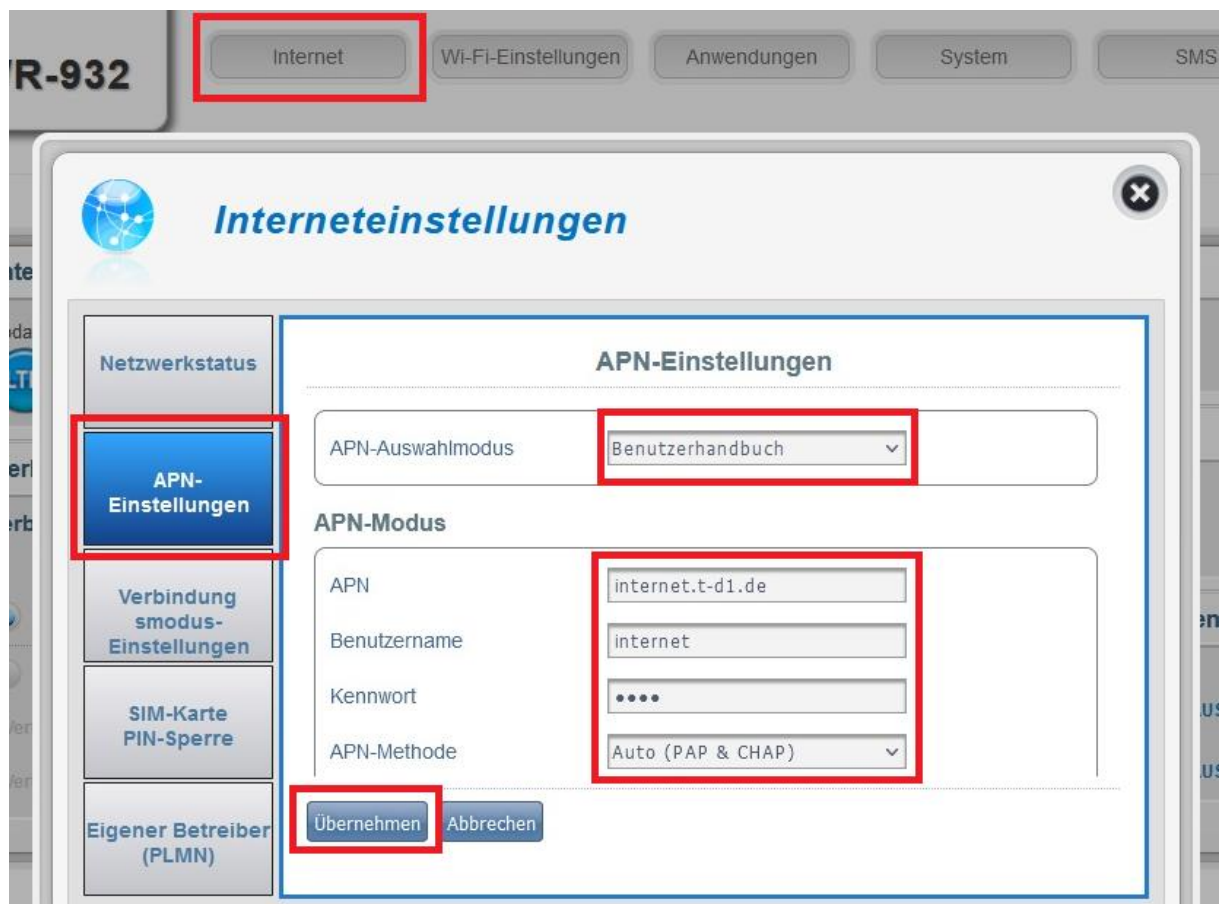 R-932
Internet
Wi-Fi-Einstellungen
Anwendungen
System
SMS
Interneteinstellungen
Netzwerkstatus
APN-
Einstellungen
Verbindung
smodus-
Einstellungen
SIM-Karte
PIN-Sperre
Eigener Betreiber
(PLMN)
APN-Einstellungen
APN-Auswahlmodus
Benutzerhandbuch
APN-Modus
APN
internet.t-d1.de
Benutzername
internet
Kennwort
••••
APN-Methode
Auto (PAP & CHAP)
Übernehmen
Abbrechen